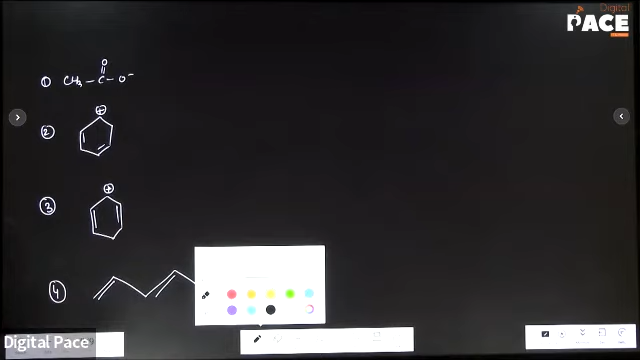 Digital
PACE
① CH₃ – C – O⁻
O
②
⊕
③
⊕
④
Digital Pace